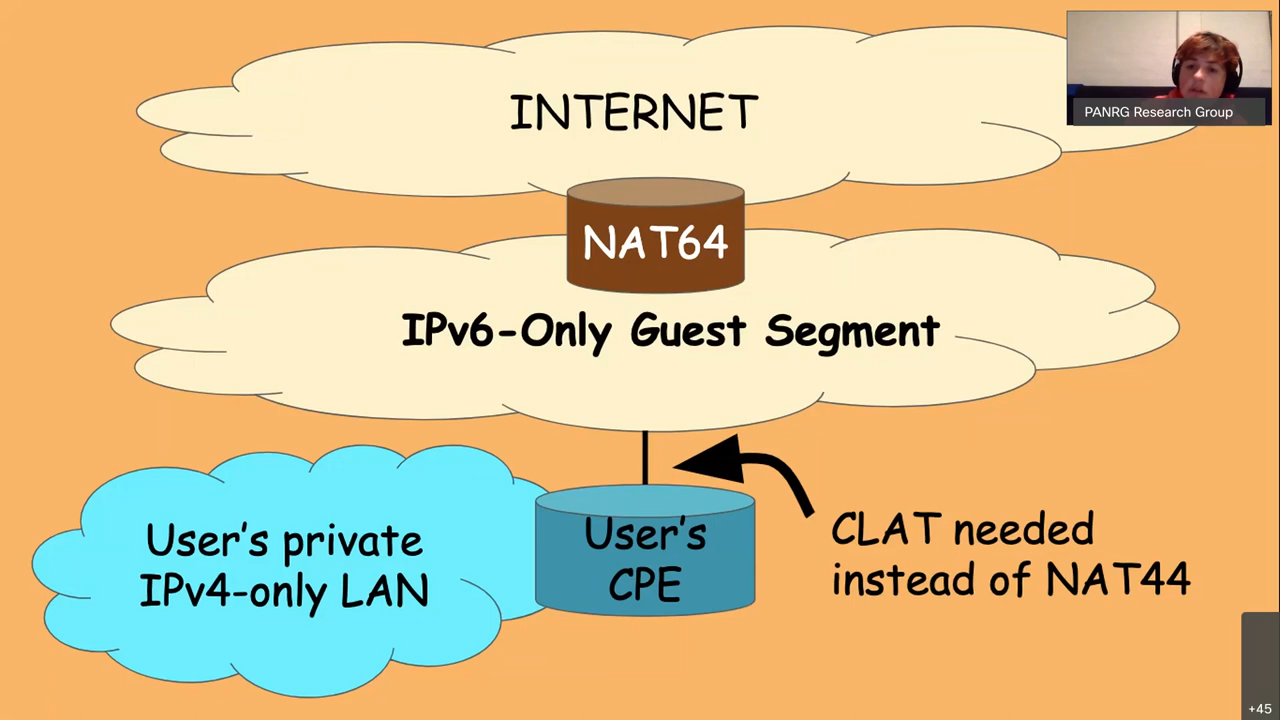 INTERNET
PANRG Research Group
NAT64
IPv6-Only Guest Segment
User's private
IPv4-only LAN
User's
CPE
CLAT needed
instead of NAT44
+45